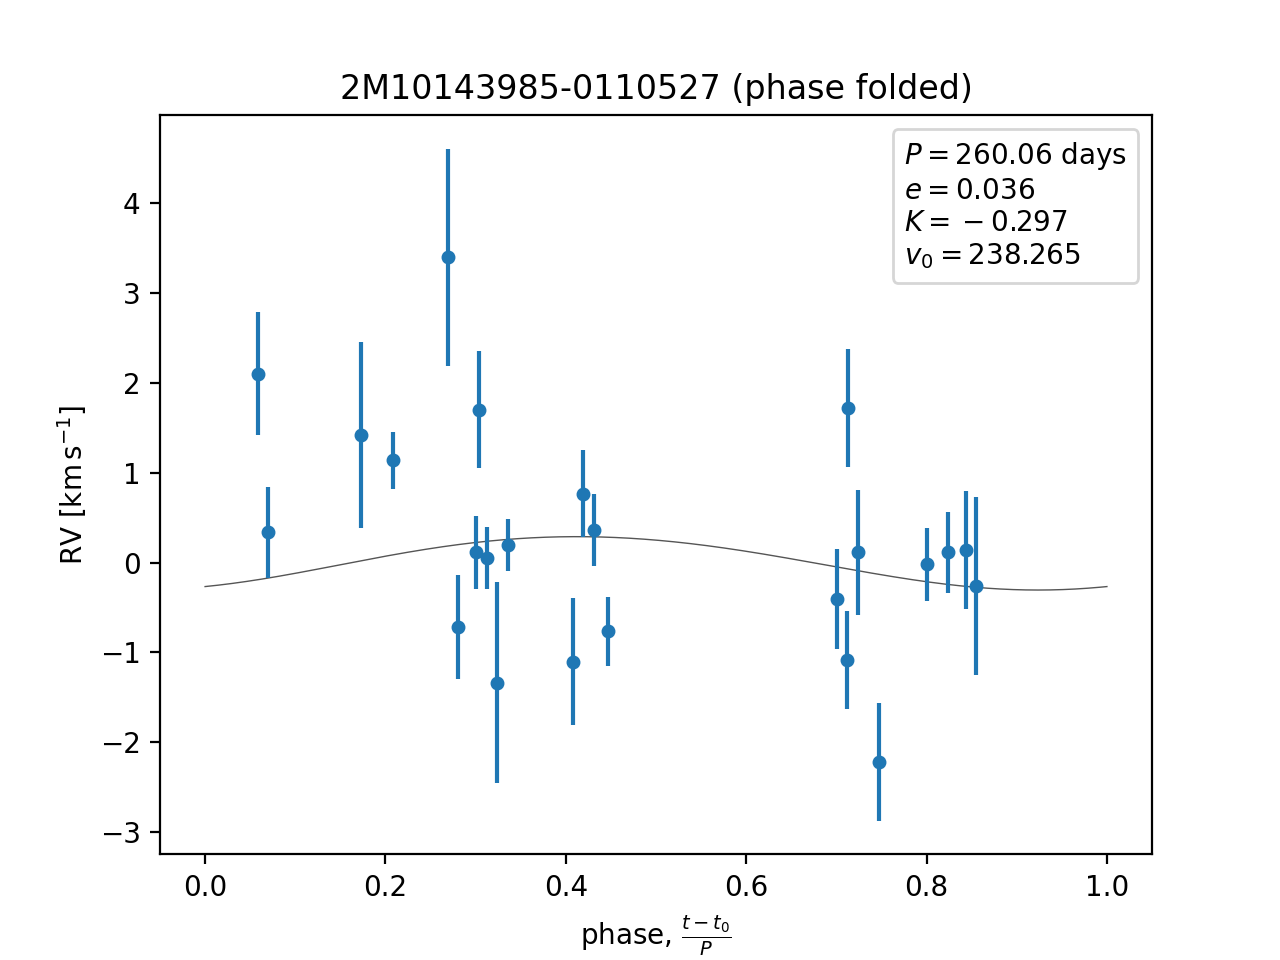 2M10143985-0110527 (phase folded)
P = 260.06 days
e = 0.036
K = −0.297
v₀ = 238.265
RV [km s⁻¹]
4
3
2
1
0
−1
−2
−3
0.0 0.2 0.4 0.6 0.8 1.0
phase, (t − t₀)/P